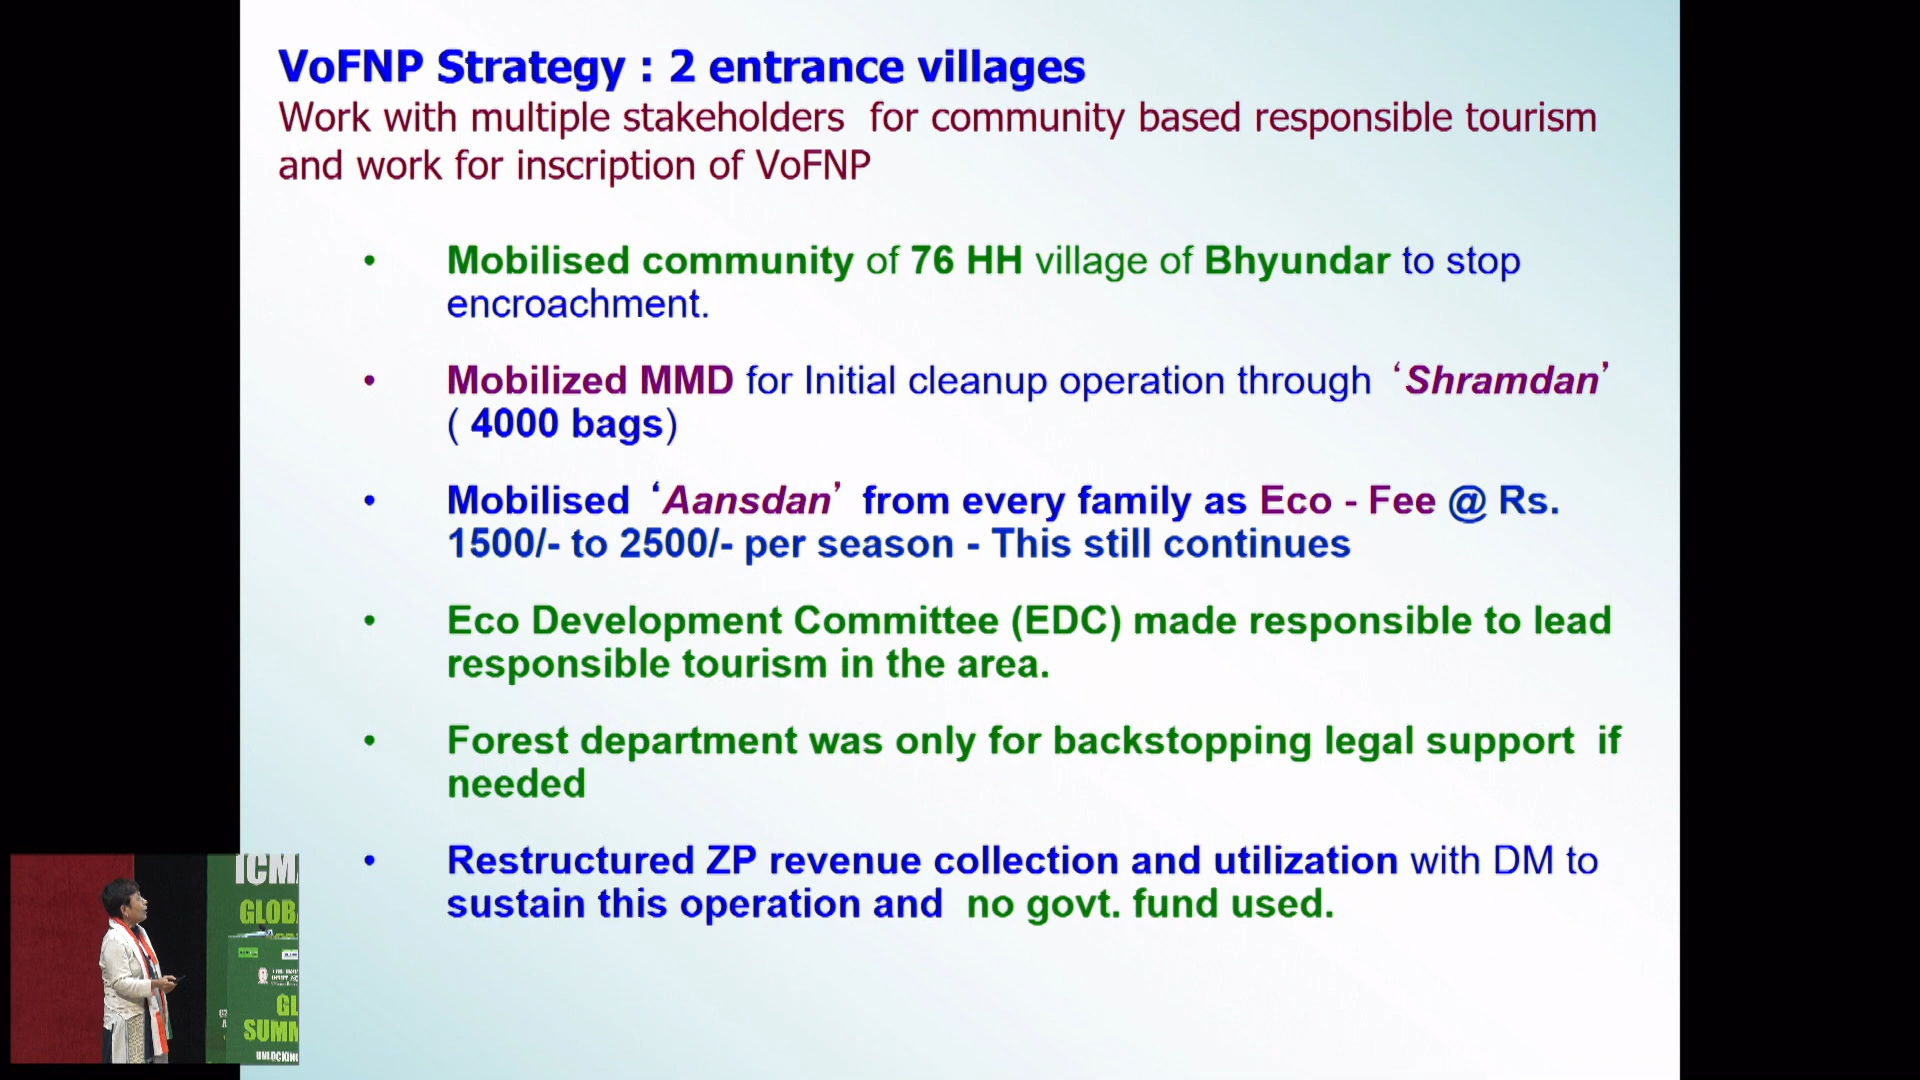 VoFNP Strategy : 2 entrance villages
Work with multiple stakeholders for community based responsible tourism
and work for inscription of VoFNP
• Mobilised community of 76 HH village of Bhyundar to stop
encroachment.
• Mobilized MMD for Initial cleanup operation through ‘Shramdan’
( 4000 bags)
• Mobilised ‘Aansdan’ from every family as Eco - Fee @ Rs.
1500/- to 2500/- per season - This still continues
• Eco Development Committee (EDC) made responsible to lead
responsible tourism in the area.
• Forest department was only for backstopping legal support if
needed
• Restructured ZP revenue collection and utilization with DM to
sustain this operation and no govt. fund used.
ICM
GLOB
GL
SUMM
UNLOCKING